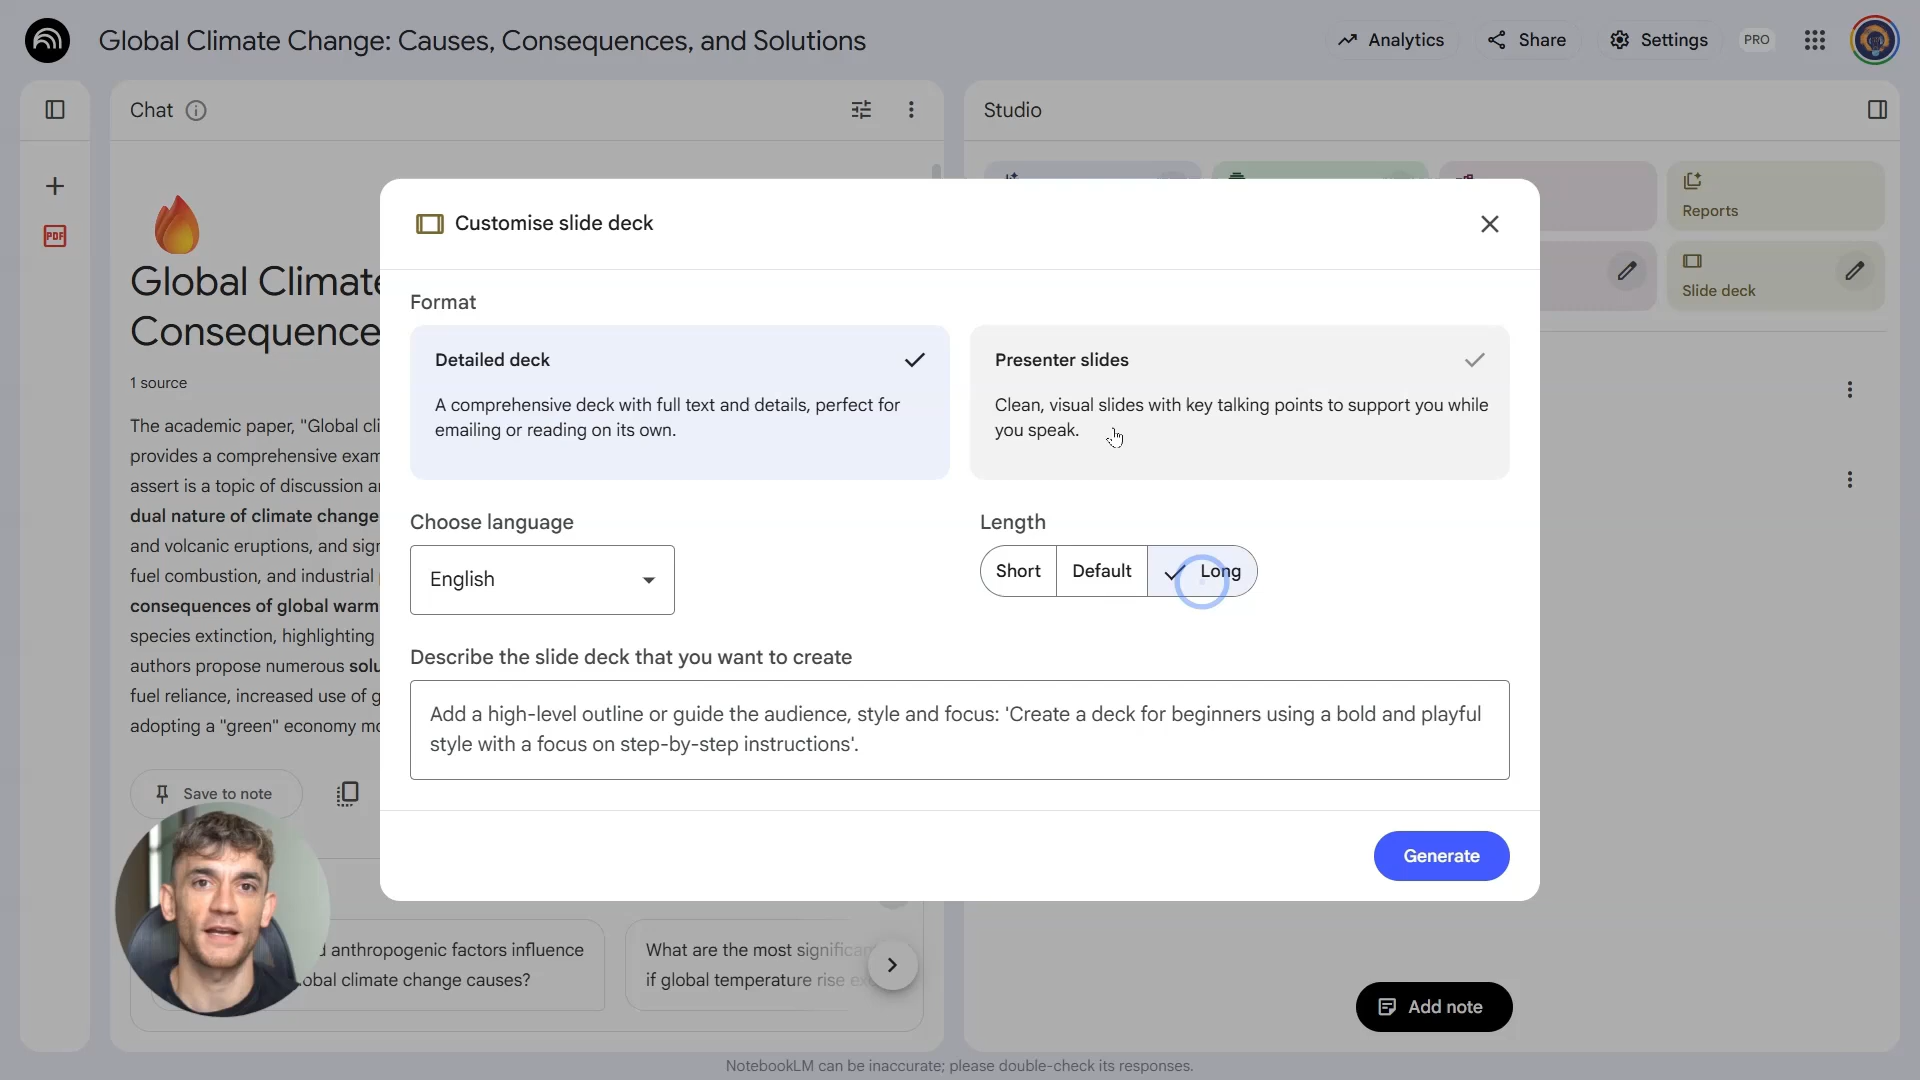 Global Climate Change: Causes, Consequences, and Solutions
Analytics
Share
Settings
PRO
Chat
Studio
Reports
Slide deck
Global Climate
Consequence
1 source
The academic paper, "Global cli
provides a comprehensive exam
assert is a topic of discussion a
dual nature of climate change
and volcanic eruptions, and sign
fuel combustion, and industrial
consequences of global warm
species extinction, highlighting
authors propose numerous solu
fuel reliance, increased use of g
adopting a "green" economy mo
Save to note
PDF
Customise slide deck
Format
Detailed deck
A comprehensive deck with full text and details, perfect for
emailing or reading on its own.
Presenter slides
Clean, visual slides with key talking points to support you while
you speak.
Choose language
English
Length
Short
Default
Long
Describe the slide deck that you want to create
Add a high-level outline or guide the audience, style and focus: 'Create a deck for beginners using a bold and playful
style with a focus on step-by-step instructions'.
Generate
anthropogenic factors influence
obal climate change causes?
What are the most significan
if global temperature rise ex
Add note
NotebookLM can be inaccurate; please double-check its responses.